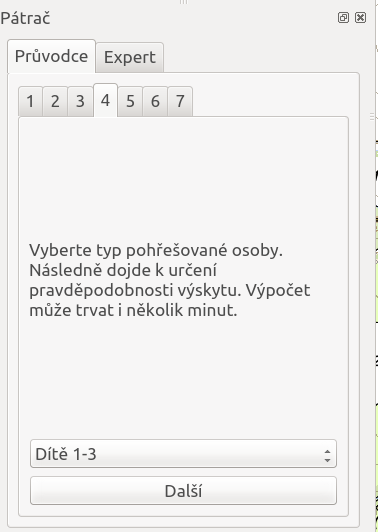 Pátrač
Průvodce Expert
1 2 3 4 5 6 7
Vyberte typ pohřešované osoby.
Následně dojde k určení
pravděpodobnosti výskytu. Výpočet
může trvat i několik minut.
Dítě 1-3
Další